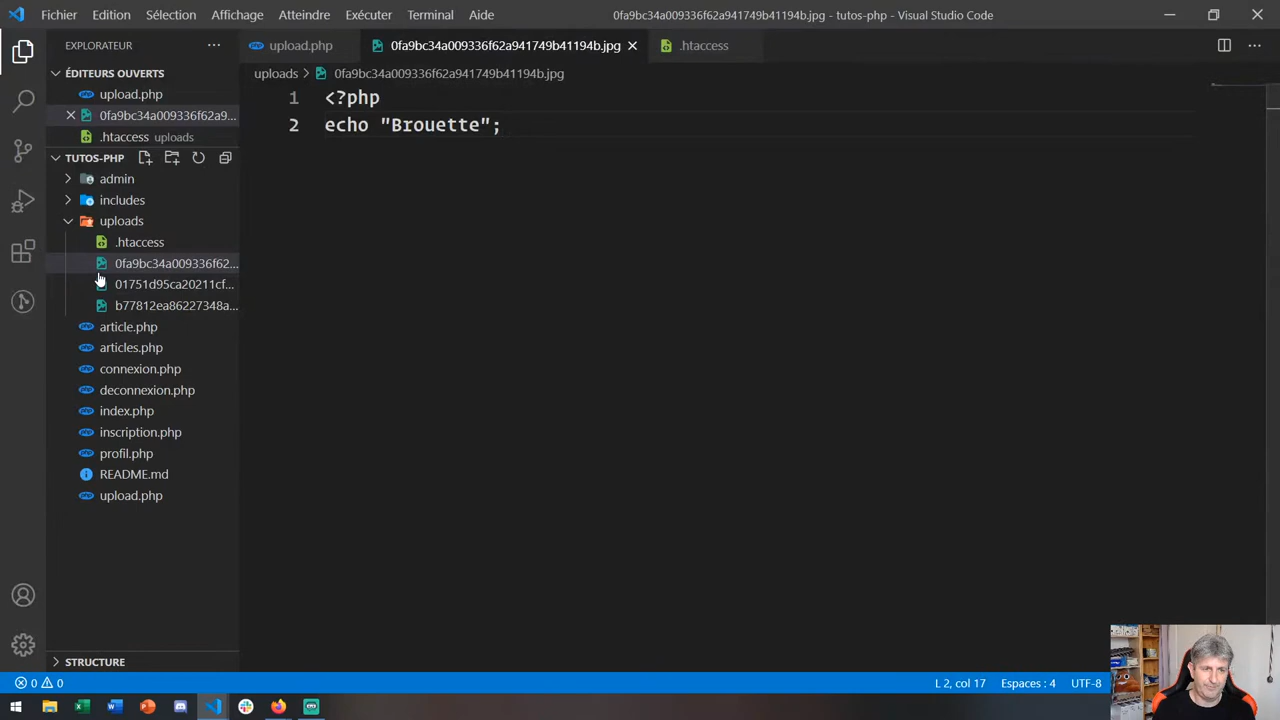 Fichier Edition Sélection Affichage Atteindre Exécuter Terminal Aide 0fa9bc34a009336f62a941749b41194b.jpg - tutos-php - Visual Studio Code
EXPLORATEUR ···
ÉDITEURS OUVERTS
upload.php
0fa9bc34a009336f62a9...
.htaccess uploads
TUTOS-PHP
admin
includes
uploads
.htaccess
0fa9bc34a009336f62...
01751d95ca20211cf...
b77812ea86227348a...
article.php
articles.php
connexion.php
deconnexion.php
index.php
inscription.php
profil.php
README.md
upload.php
STRUCTURE
upload.php 0fa9bc34a009336f62a941749b41194b.jpg .htaccess
uploads > 0fa9bc34a009336f62a941749b41194b.jpg
1 <?php
2 echo "Brouette";
0 0 L 2, col 17 Espaces : 4 UTF-8